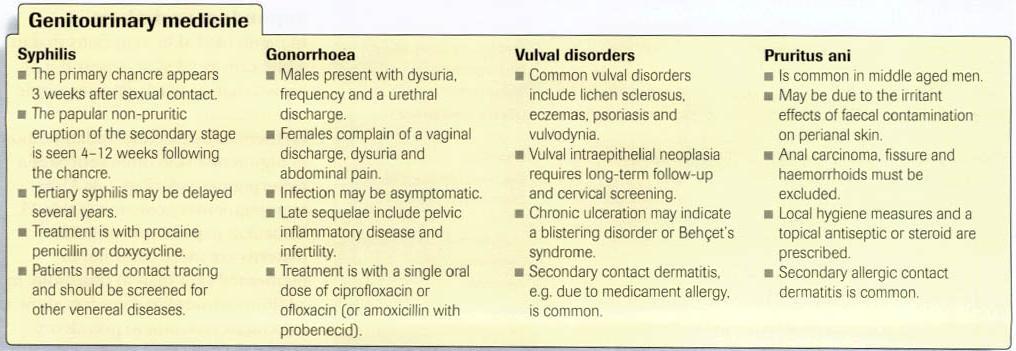 Genitourinary medicine
Syphilis
■ The primary chancre appears
3 weeks after sexual contact.
■ The papular non-pruritic
eruption of the secondary stage
is seen 4–12 weeks following
the chancre.
■ Tertiary syphilis may be delayed
several years.
■ Treatment is with procaine
penicillin or doxycycline.
■ Patients need contact tracing
and should be screened for
other venereal diseases.
Gonorrhoea
■ Males present with dysuria,
frequency and a urethral
discharge.
■ Females complain of a vaginal
discharge, dysuria and
abdominal pain.
■ Infection may be asymptomatic.
■ Late sequelae include pelvic
inflammatory disease and
infertility.
■ Treatment is with a single oral
dose of ciprofloxacin or
ofloxacin (or amoxicillin with
probenecid).
Vulval disorders
■ Common vulval disorders
include lichen sclerosus,
eczemas, psoriasis and
vulvodynia.
■ Vulval intraepithelial neoplasia
requires long-term follow-up
and cervical screening.
■ Chronic ulceration may indicate
a blistering disorder or Behçet's
syndrome.
■ Secondary contact dermatitis,
e.g. due to medicament allergy,
is common.
Pruritus ani
■ Is common in middle aged men.
■ May be due to the irritant
effects of faecal contamination
on perianal skin.
■ Anal carcinoma, fissure and
haemorrhoids must be
excluded.
■ Local hygiene measures and a
topical antiseptic or steroid are
prescribed.
■ Secondary allergic contact
dermatitis is common.